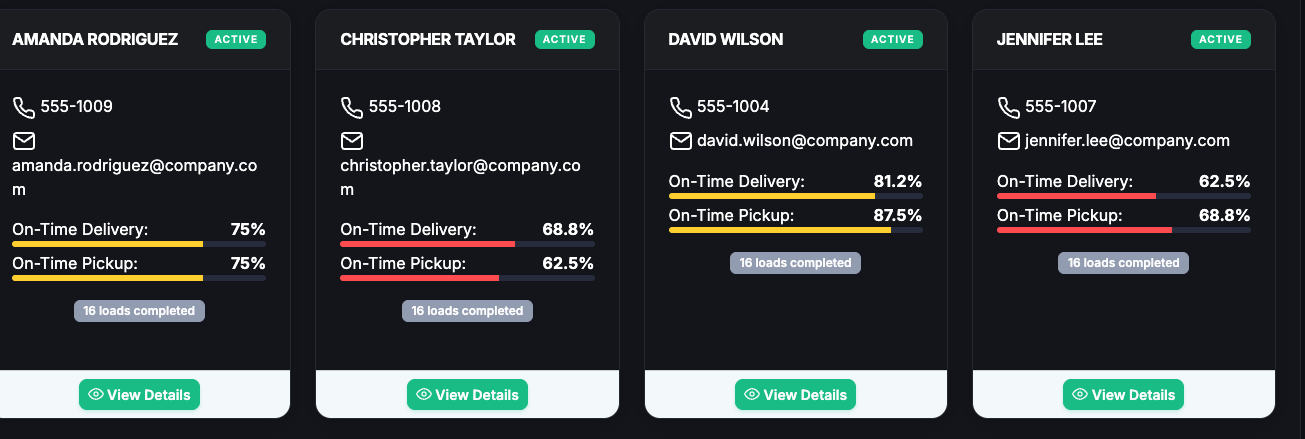 AMANDA RODRIGUEZ ACTIVE
555-1009
amanda.rodriguez@company.co
m
On-Time Delivery: 75%
On-Time Pickup: 75%
16 loads completed
View Details
CHRISTOPHER TAYLOR ACTIVE
555-1008
christopher.taylor@company.co
m
On-Time Delivery: 68.8%
On-Time Pickup: 62.5%
16 loads completed
View Details
DAVID WILSON ACTIVE
555-1004
david.wilson@company.com
On-Time Delivery: 81.2%
On-Time Pickup: 87.5%
16 loads completed
View Details
JENNIFER LEE ACTIVE
555-1007
jennifer.lee@company.com
On-Time Delivery: 62.5%
On-Time Pickup: 68.8%
16 loads completed
View Details